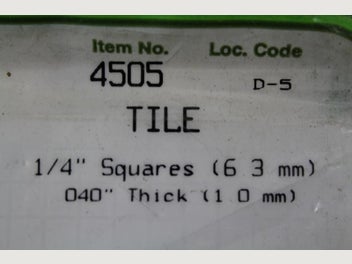 Item No. Loc. Code
4505 D-5
TILE
1/4" Squares (6 3 mm)
040" Thick (1 0 mm)